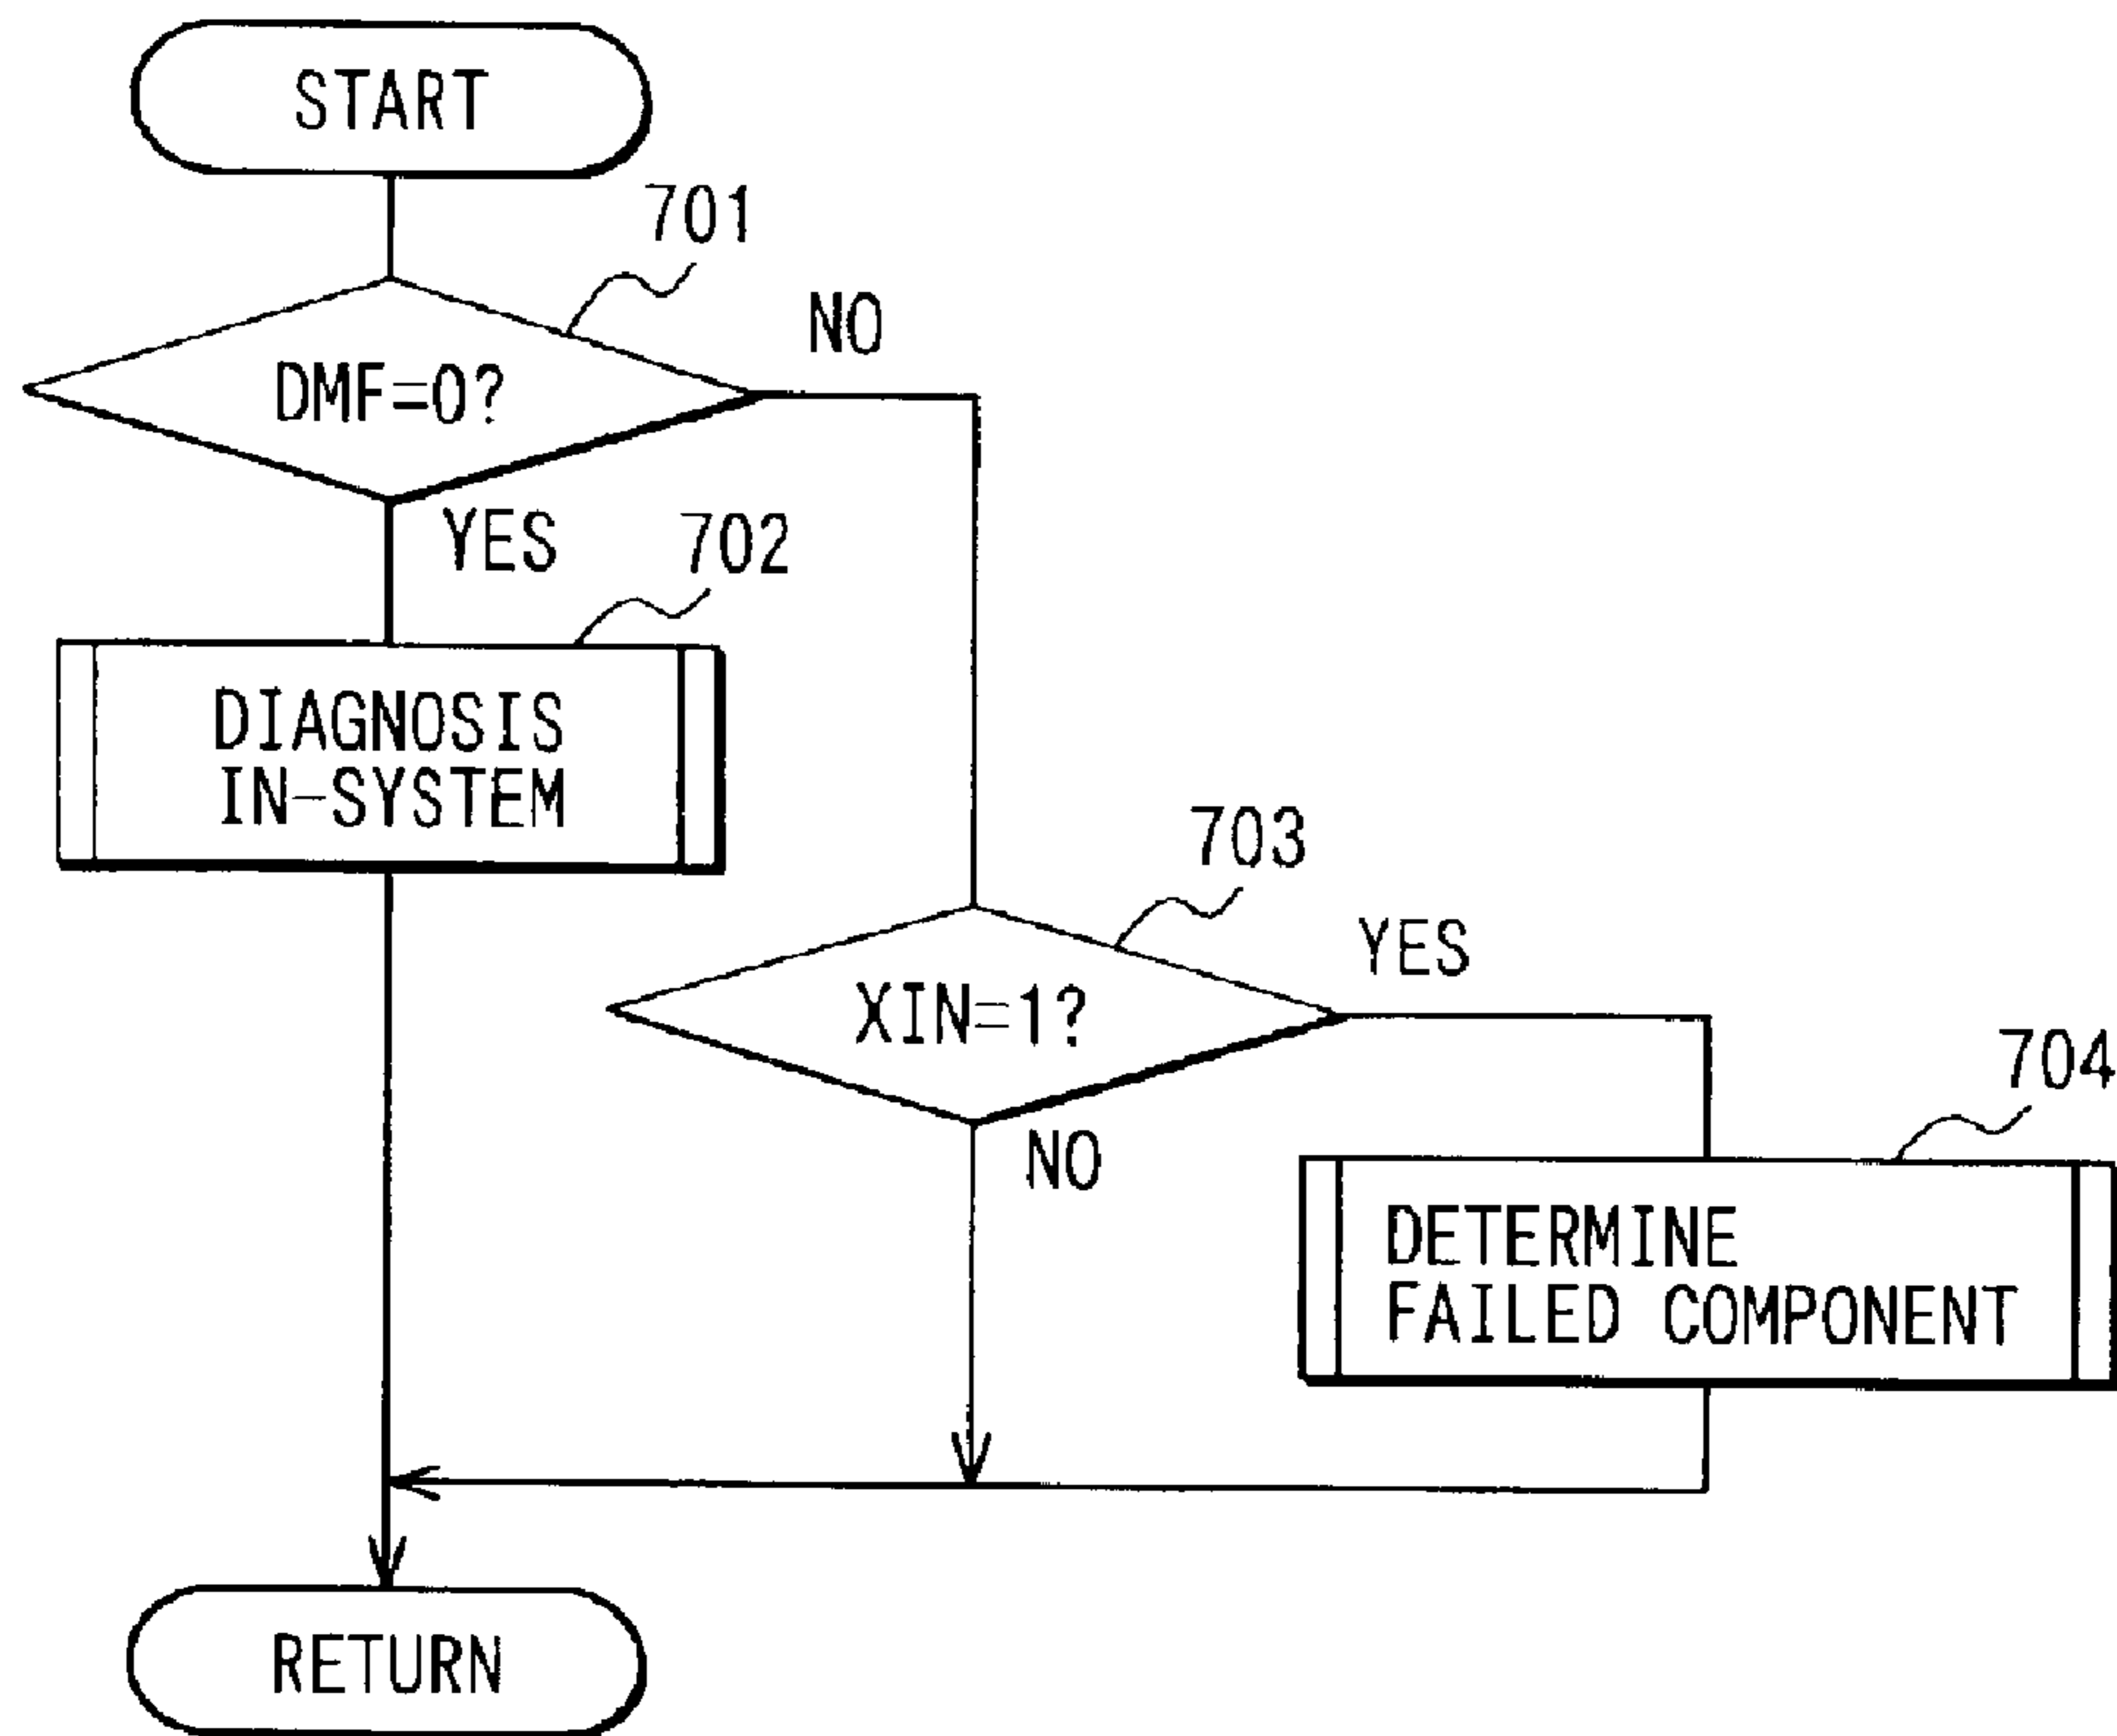 START
701
NO
DMF=0?
YES
702
DIAGNOSIS
IN-SYSTEM
703
YES
XIN=1?
704
NO
DETERMINE
FAILED COMPONENT
RETURN